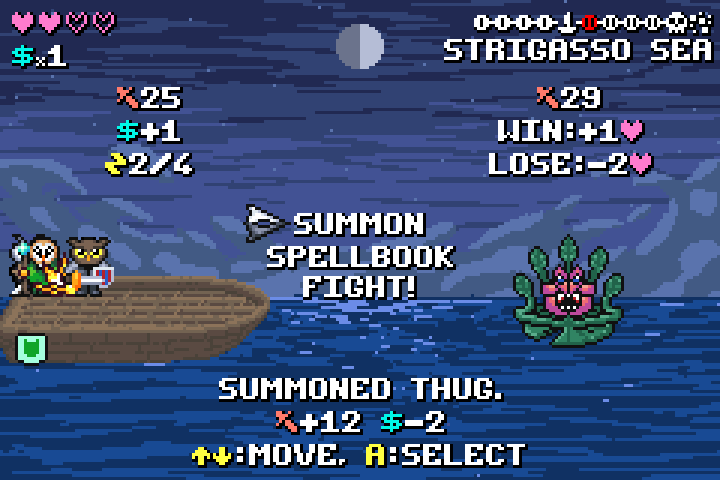 $x1
STRIGASSO SEA
25
$+1
2/4
29
WIN:+1
LOSE:-2
SUMMON
SPELLBOOK
FIGHT!
SUMMONED THUG.
+12 $-2
↑↓:MOVE. A:SELECT